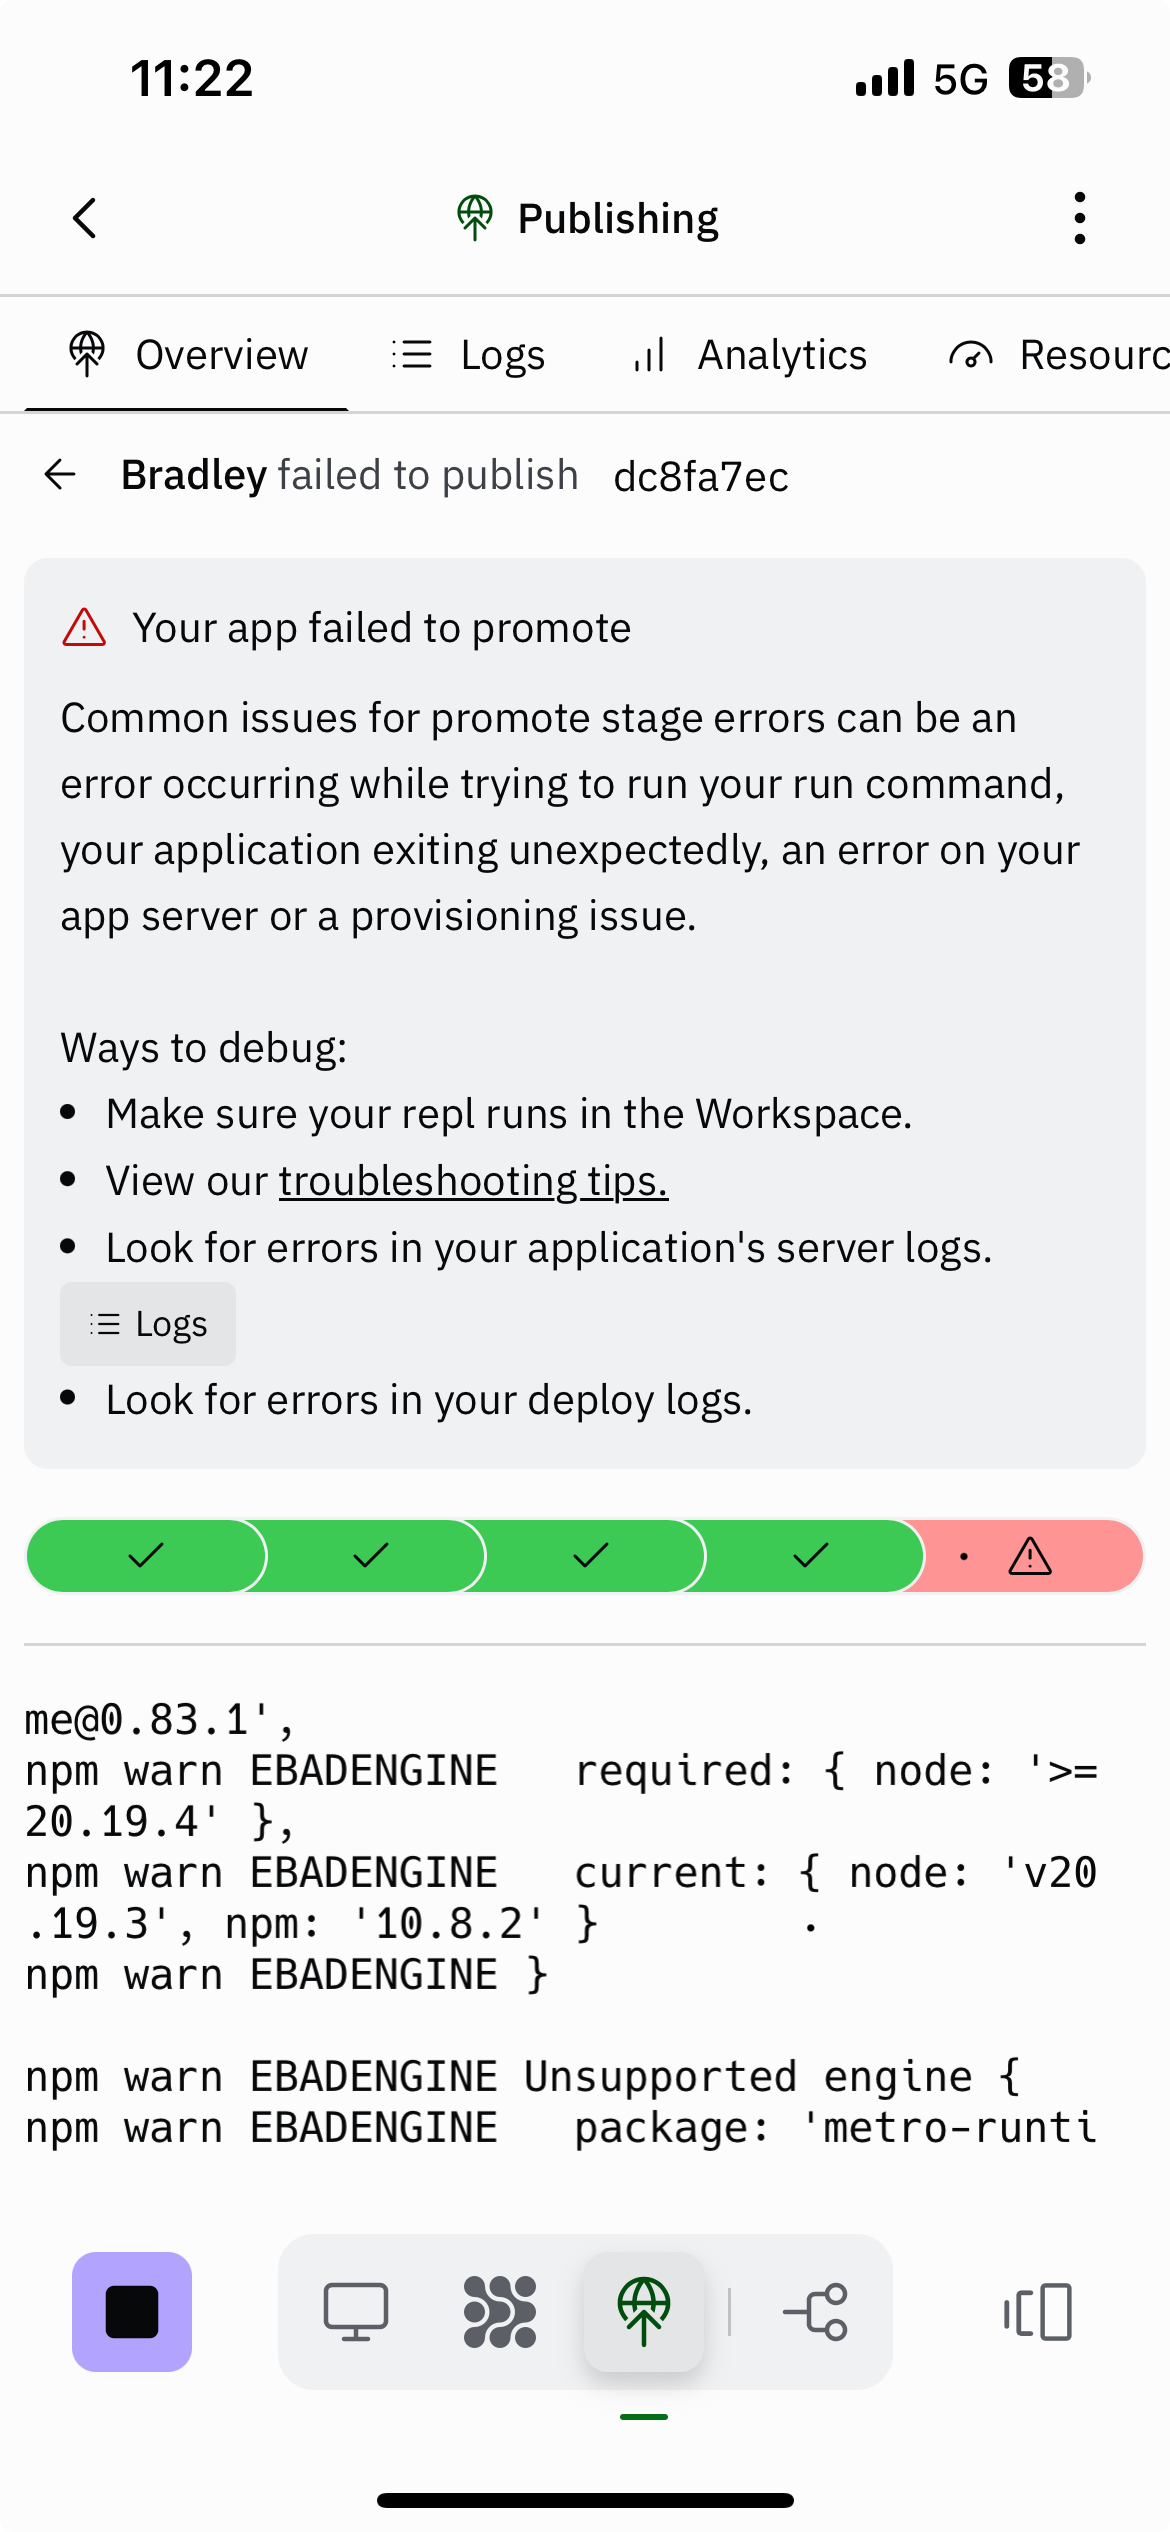 11:22
5G 58
Publishing
Overview Logs Analytics Resourc
Bradley failed to publish dc8fa7ec
Your app failed to promote
Common issues for promote stage errors can be an
error occurring while trying to run your run command,
your application exiting unexpectedly, an error on your
app server or a provisioning issue.
Ways to debug:
• Make sure your repl runs in the Workspace.
• View our troubleshooting tips.
• Look for errors in your application's server logs.
Logs
• Look for errors in your deploy logs.
me@0.83.1',
npm warn EBADENGINE   required: { node: '>=
20.19.4' },
npm warn EBADENGINE   current: { node: 'v20
.19.3', npm: '10.8.2' }
npm warn EBADENGINE }
npm warn EBADENGINE Unsupported engine {
npm warn EBADENGINE   package: 'metro-runti